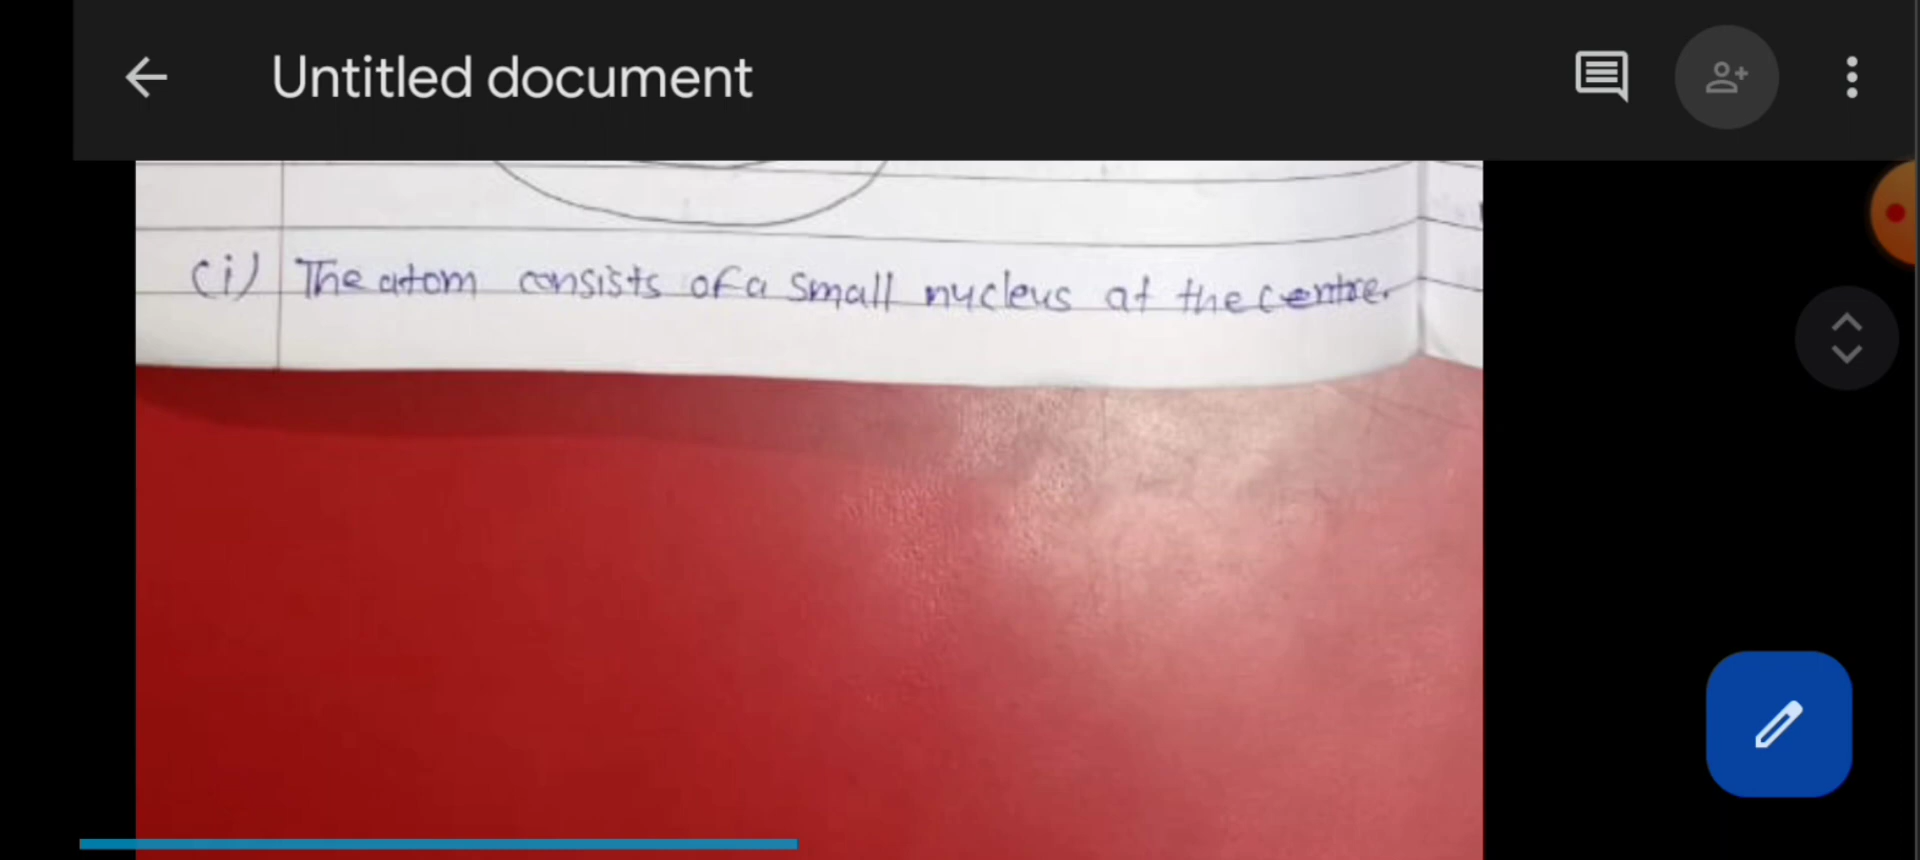 Untitled document
(i) The atom consists of a small nucleus at the centre.